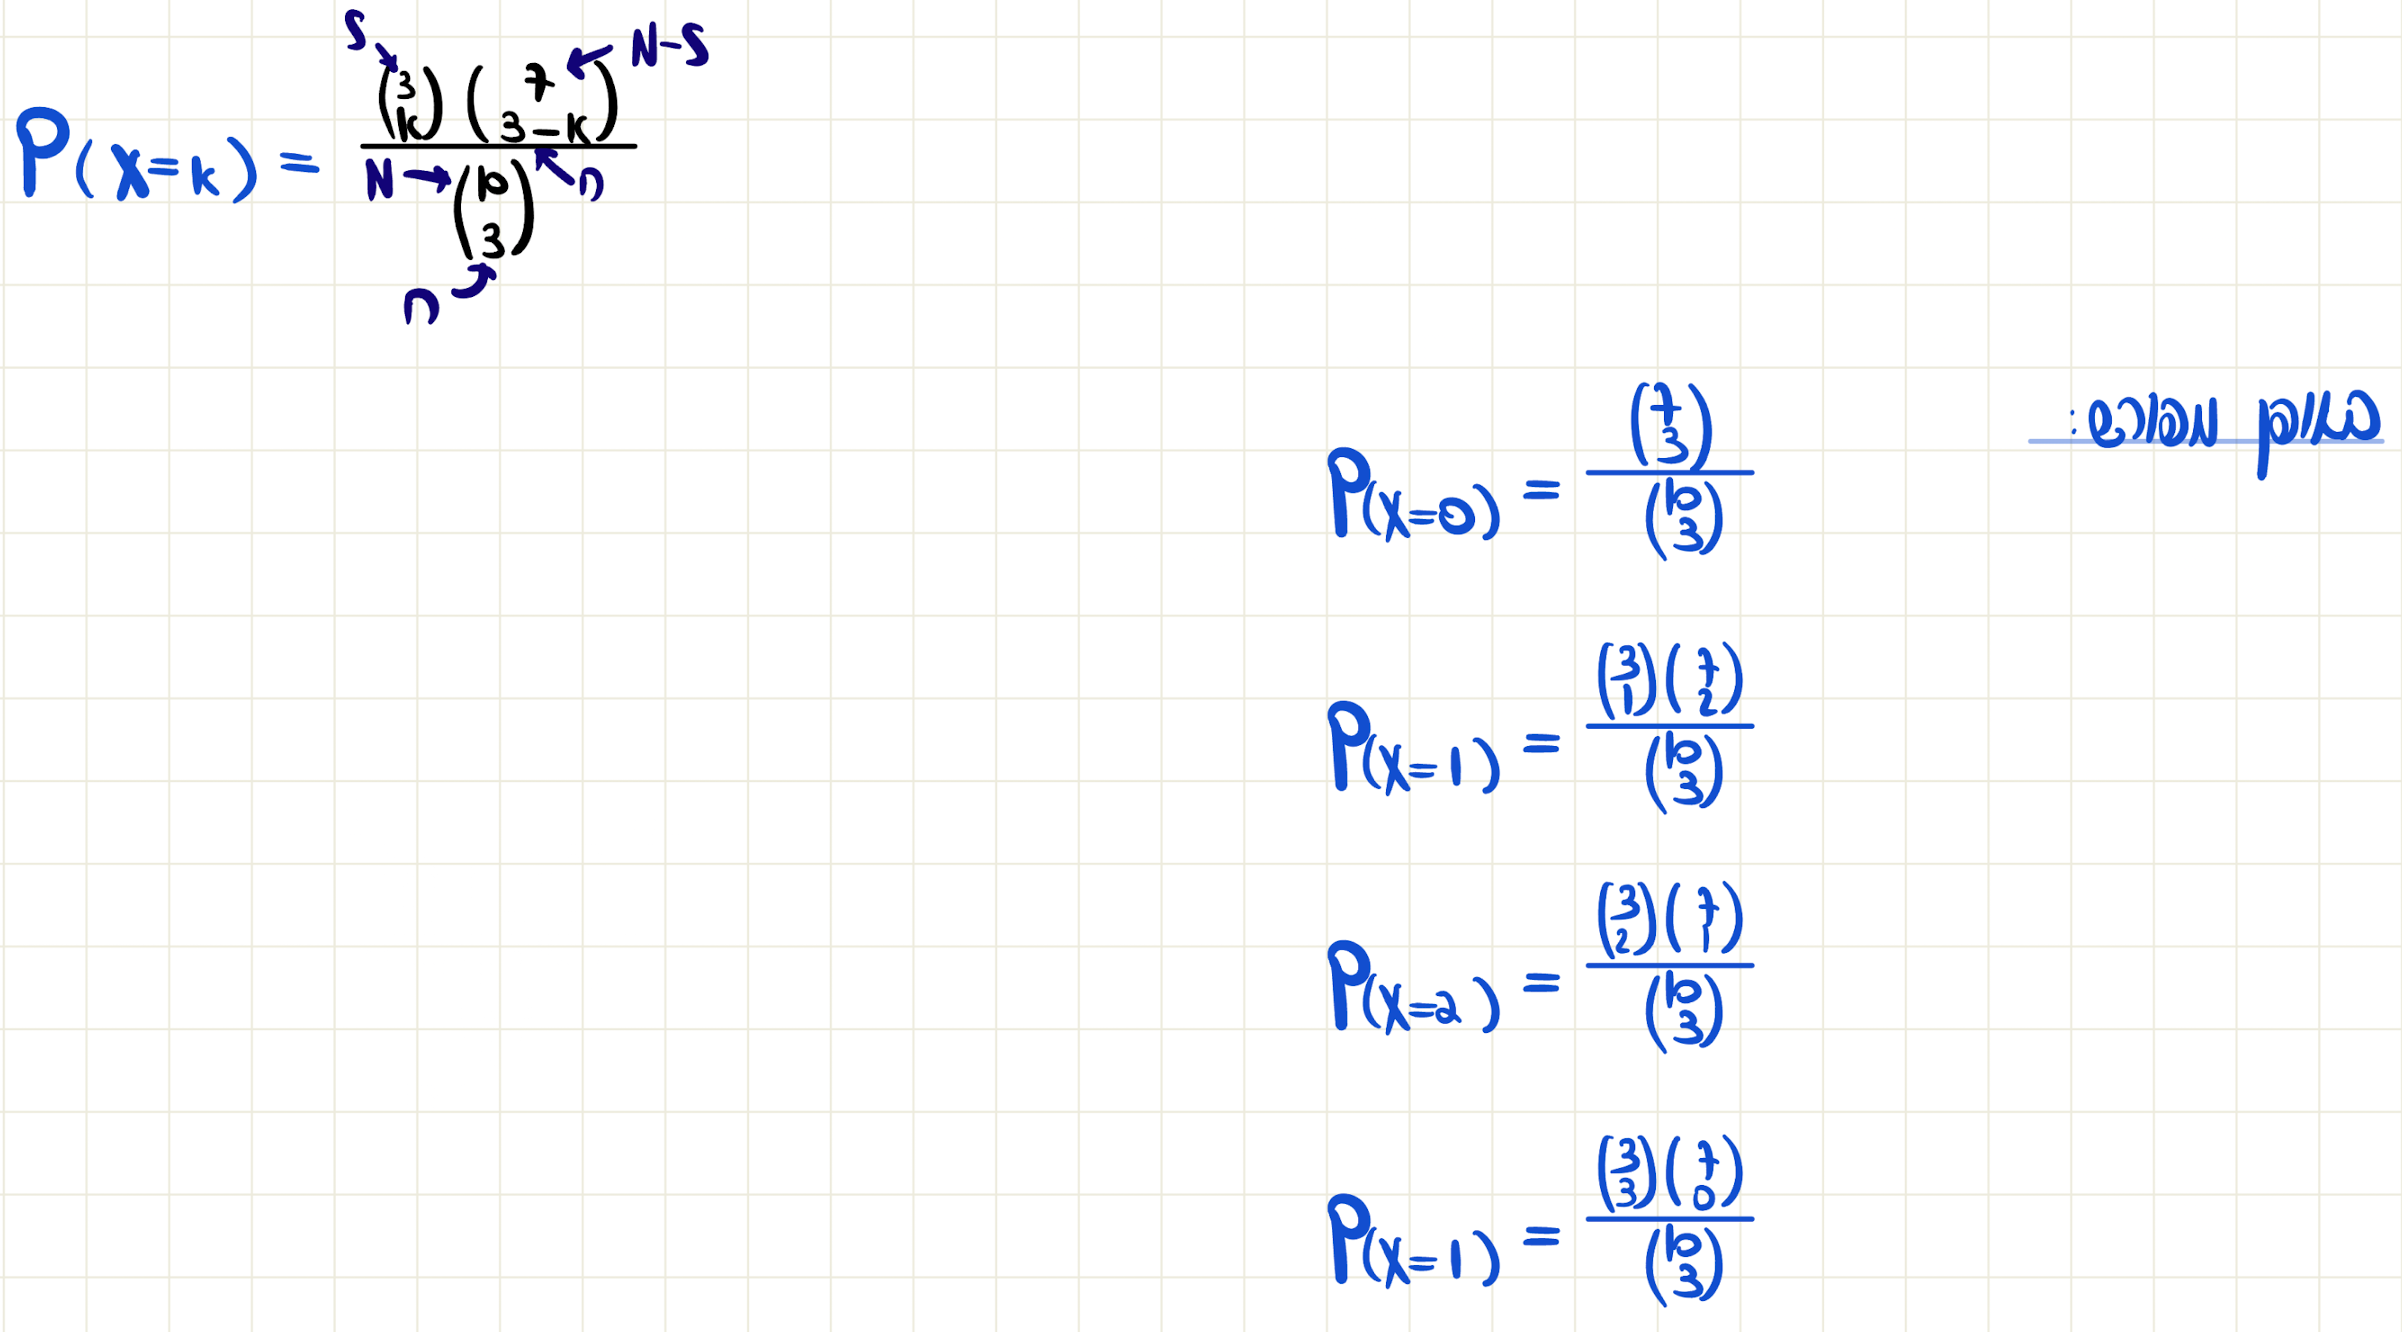 P(X=k) = \frac{\binom{3}{k}\binom{7}{3-k}}{\binom{10}{3}}
S →
← N-S
N →
n
n
P(X=0) = \frac{\binom{7}{3}}{\binom{10}{3}}
P(X=1) = \frac{\binom{3}{1}\binom{7}{2}}{\binom{10}{3}}
P(X=2) = \frac{\binom{3}{2}\binom{7}{1}}{\binom{10}{3}}
P(X=1) = \frac{\binom{3}{3}\binom{7}{0}}{\binom{10}{3}}